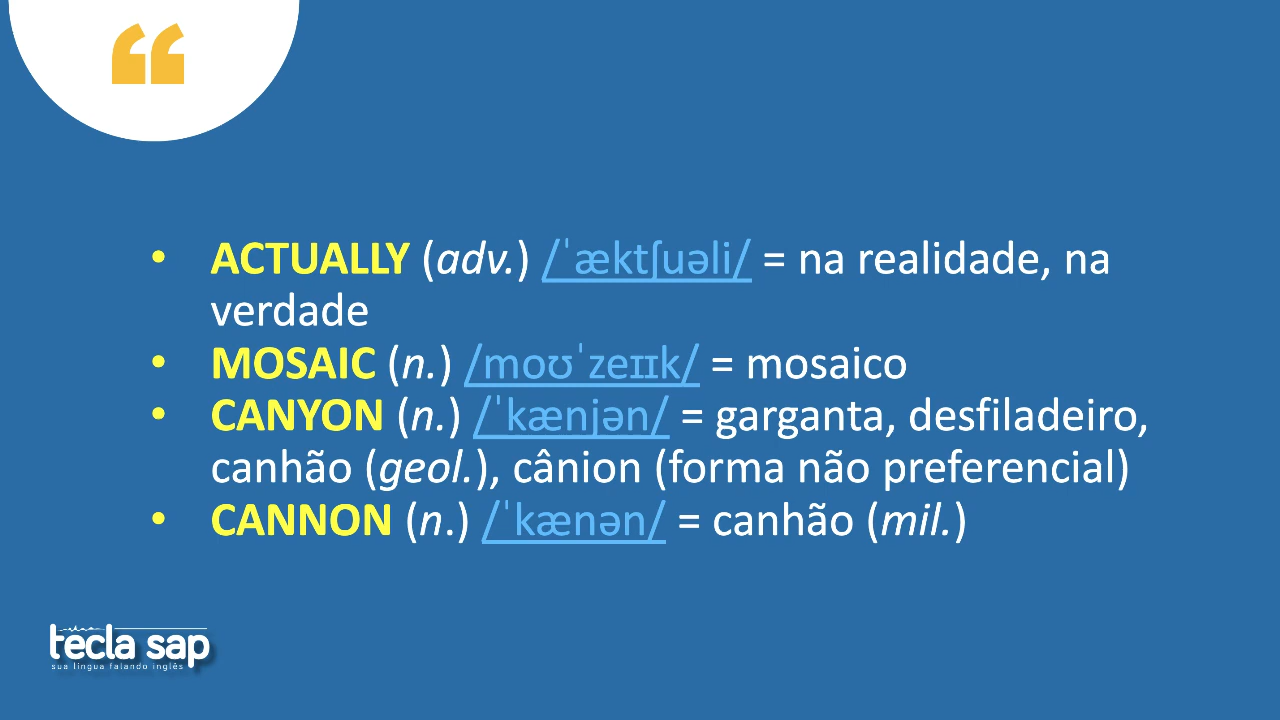 • ACTUALLY (adv.) /ˈæktʃuəli/ = na realidade, na
verdade
• MOSAIC (n.) /moʊˈzeɪɪk/ = mosaico
• CANYON (n.) /ˈkænjən/ = garganta, desfiladeiro,
canhão (geol.), cânion (forma não preferencial)
• CANNON (n.) /ˈkænən/ = canhão (mil.)
tecla sap
sua língua falando inglês